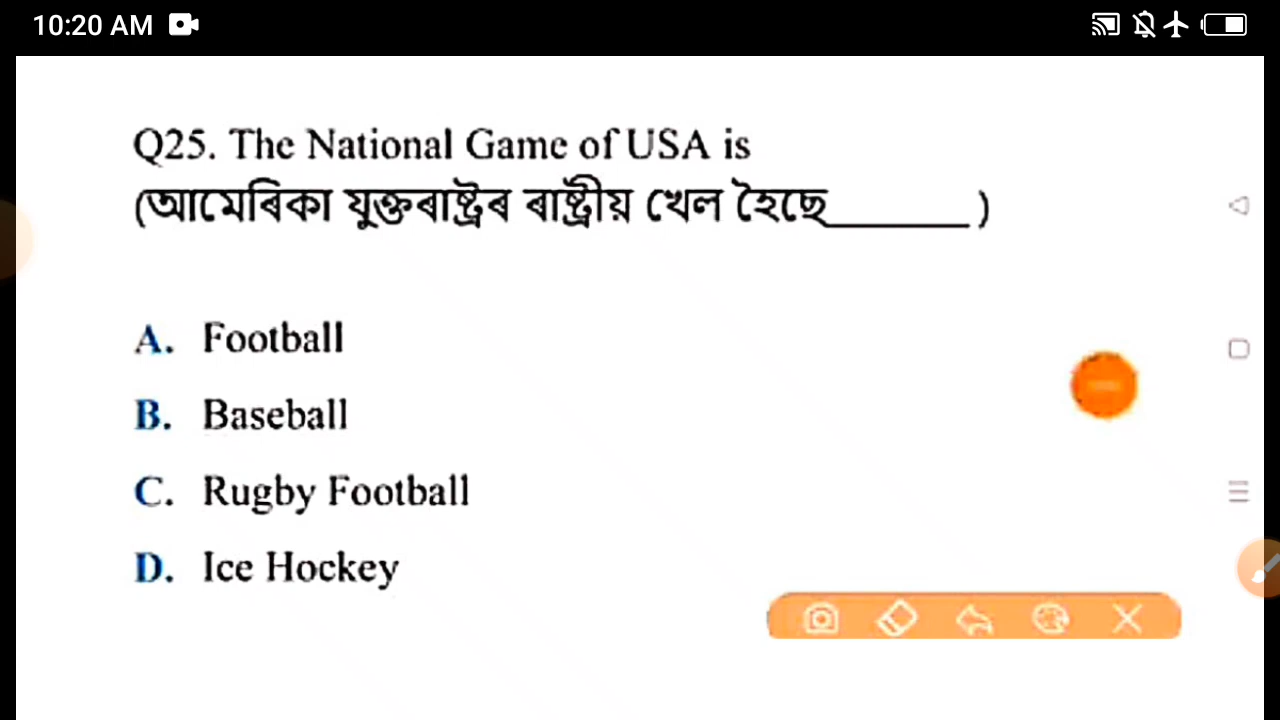 10:20 AM
Q25. The National Game of USA is
(আমেৰিকা যুক্তৰাষ্ট্ৰৰ ৰাষ্ট্ৰীয় খেল হৈছে______)
A. Football
B. Baseball
C. Rugby Football
D. Ice Hockey